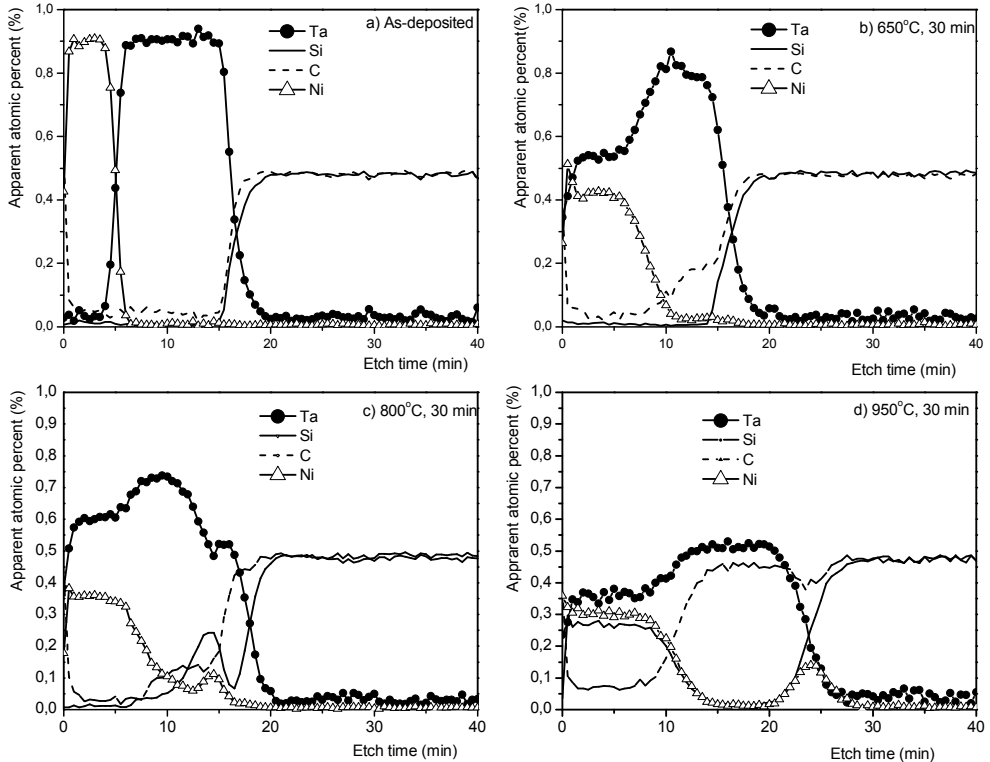 Apparent atomic percent (%)
1,0
0,8
0,6
0,4
0,2
0,0
0
10
20
30
40
Etch time (min)
a) As-deposited
Ta
Si
C
Ni
Apprarent atomic percent(%)
1,0
0,8
0,6
0,4
0,2
0,0
0
10
20
30
40
Etch time (min)
b) 650°C, 30 min
Ta
Si
C
Ni
Apparent atomic percent (%)
1,0
0,9
0,8
0,7
0,6
0,5
0,4
0,3
0,2
0,1
0,0
0
10
20
30
40
Etch time (min)
c) 800°C, 30 min
Ta
Si
C
Ni
Apprarent atomic percent (%)
1,0
0,9
0,8
0,7
0,6
0,5
0,4
0,3
0,2
0,1
0,0
0
10
20
30
40
Etch time (min)
d) 950°C, 30 min
Ta
Si
C
Ni